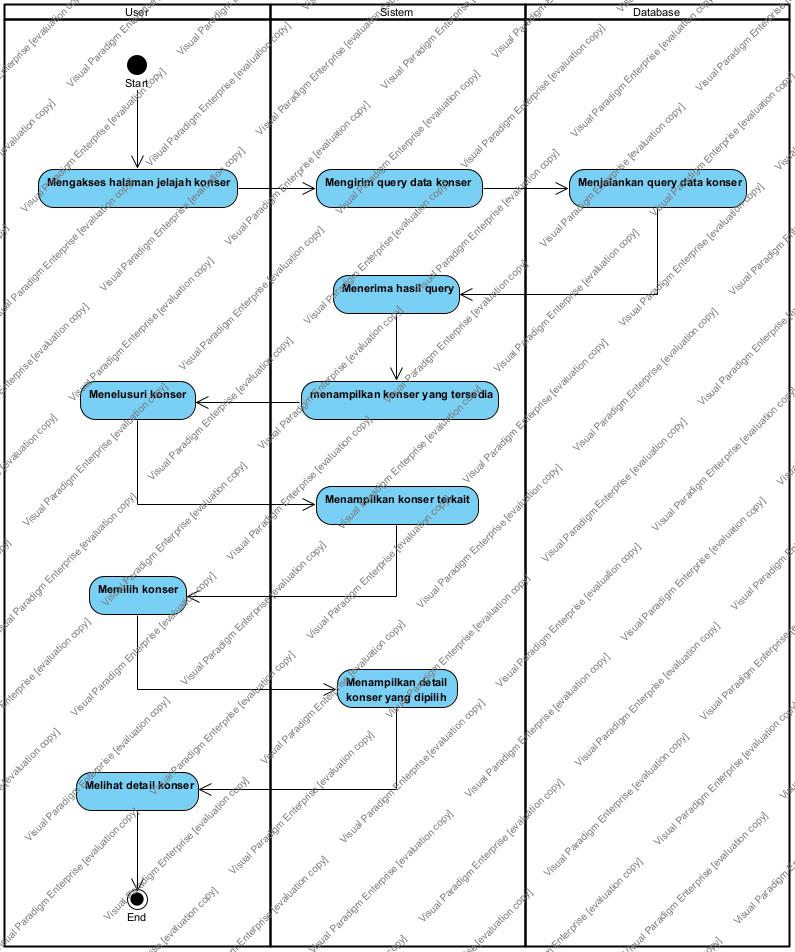 User
Sistem
Database
Start
Mengakses halaman jelajah konser
Mengirim query data konser
Menjalankan query data konser
Menerima hasil query
menampilkan konser yang tersedia
Menelusuri konser
Menampilkan konser terkait
Memilih konser
Menampilkan detail
konser yang dipilih
Melihat detail konser
End
Visual Paradigm Enterprise [evaluation copy]